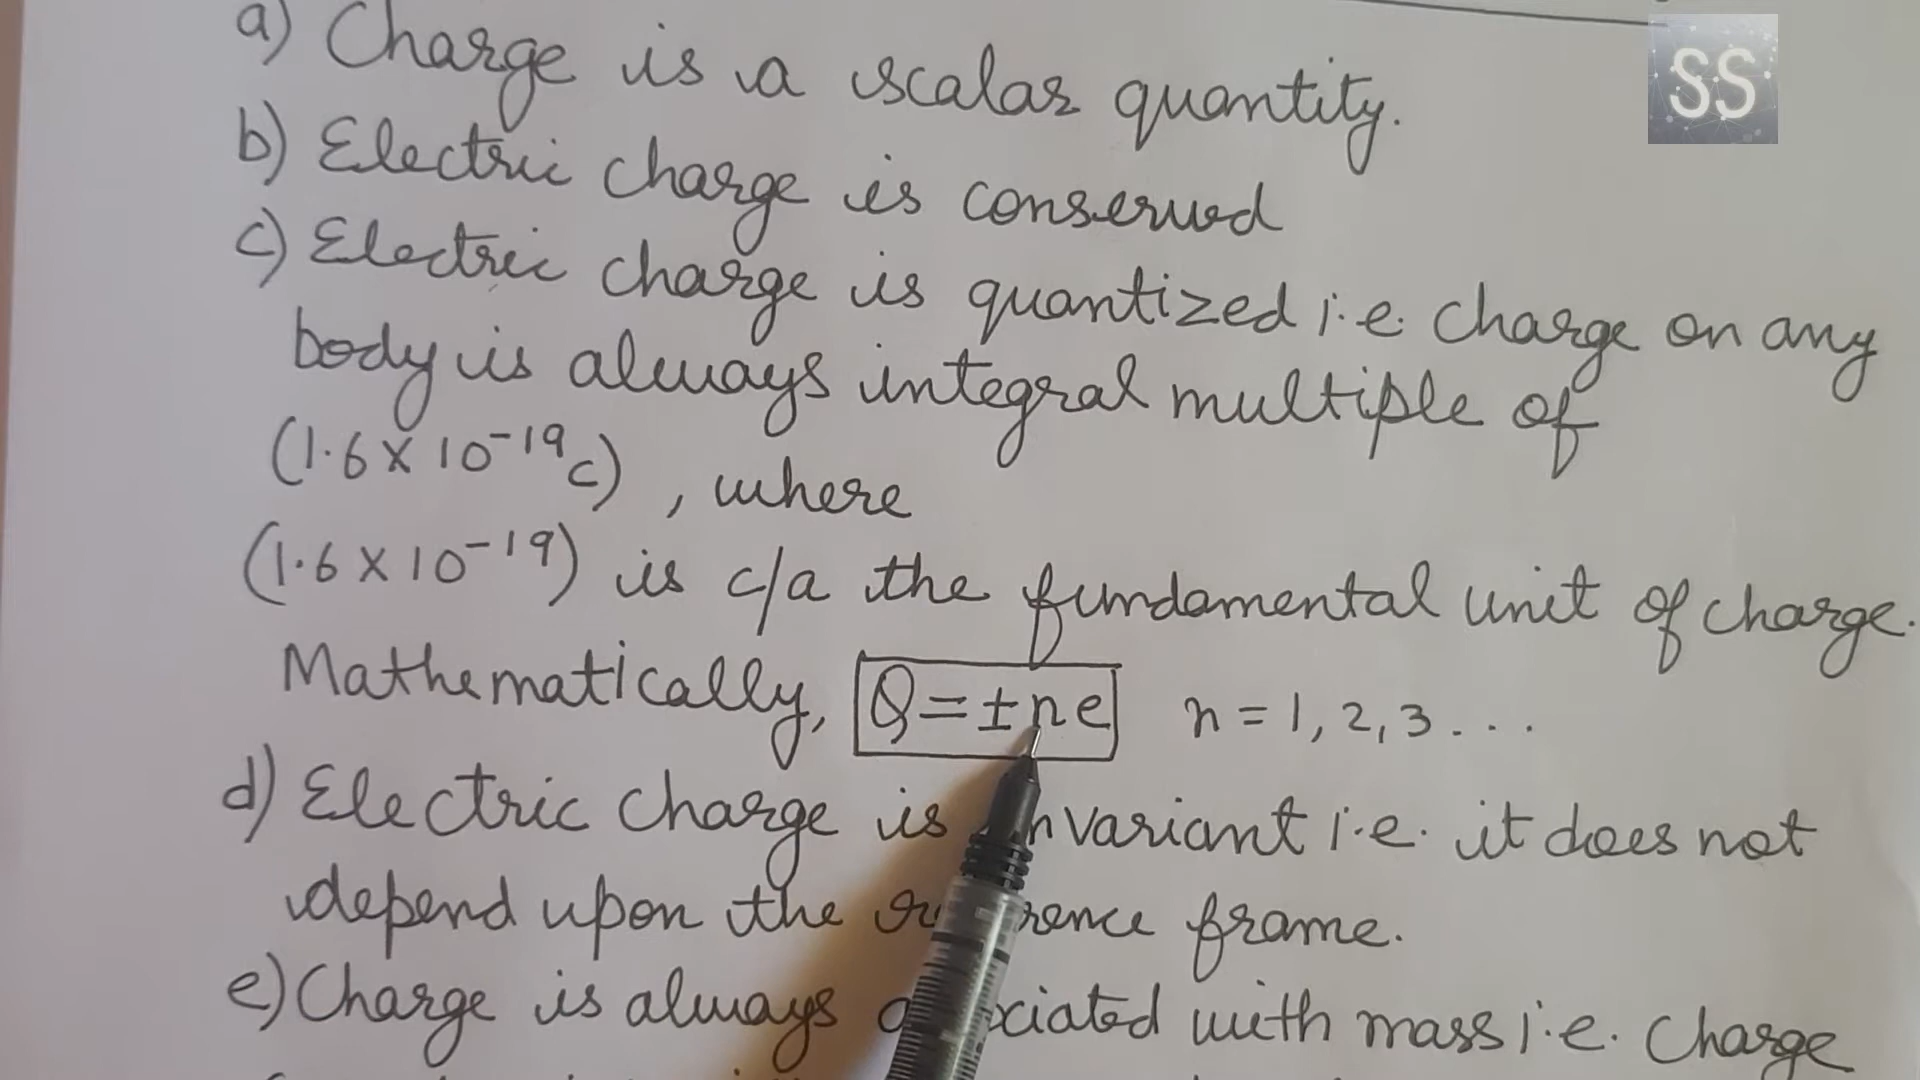 a) Charge is a scalar quantity.
SS
b) Electric charge is conserved
c) Electric charge is quantized i.e. charge on any
body is always integral multiple of
(1.6 × 10⁻¹⁹ C), where
(1.6 × 10⁻¹⁹) is c/a the fundamental unit of charge.
Mathematically, Q = ± n e n = 1, 2, 3 . . .
d) Electric charge is invariant i.e. it does not
depend upon the frame.
e) Charge is always with mass i.e. Charge